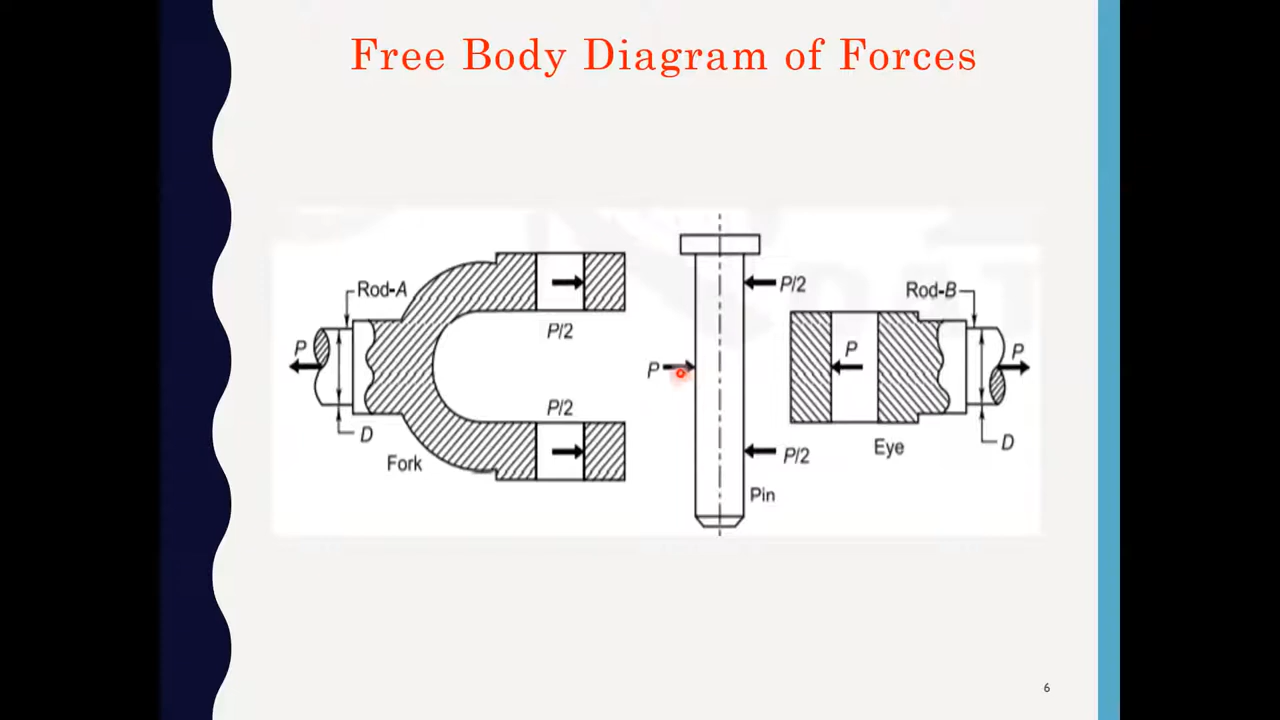 Free Body Diagram of Forces
Rod-A
P
D
Fork
P/2
P/2
P
P/2
P/2
Pin
Rod-B
P
P
Eye
D
6